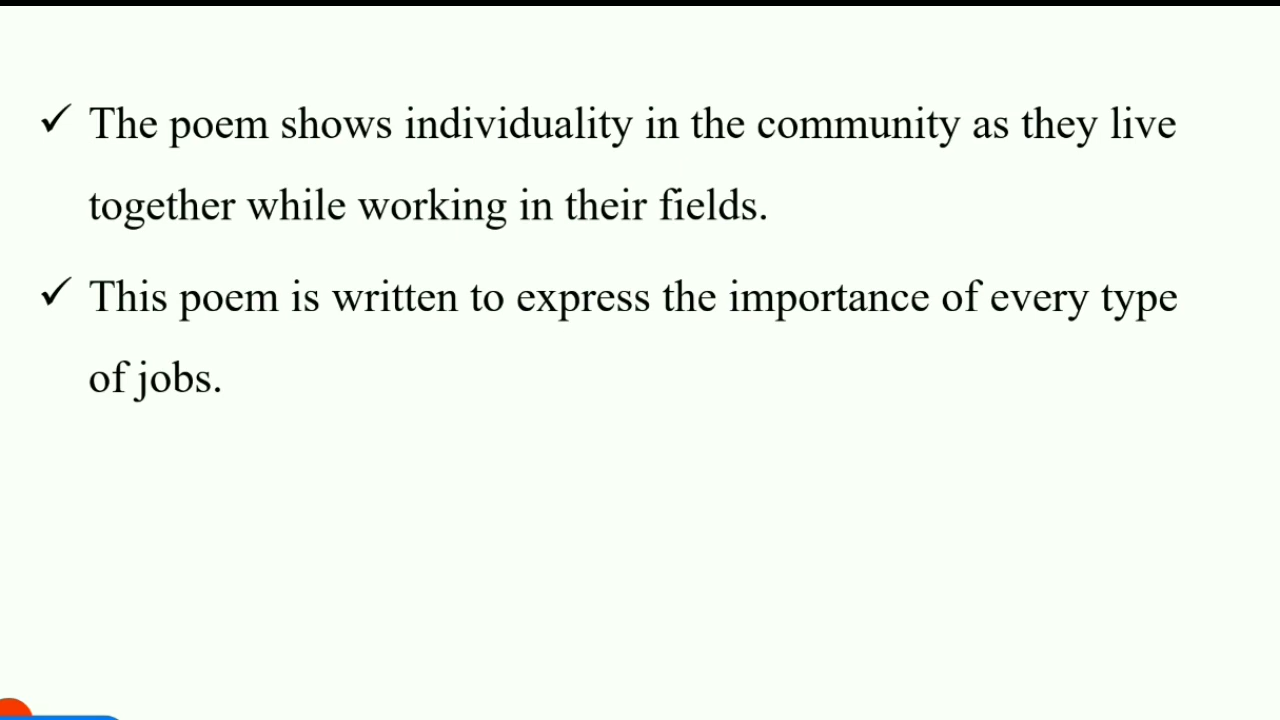 ✓ The poem shows individuality in the community as they live
together while working in their fields.
✓ This poem is written to express the importance of every type
of jobs.